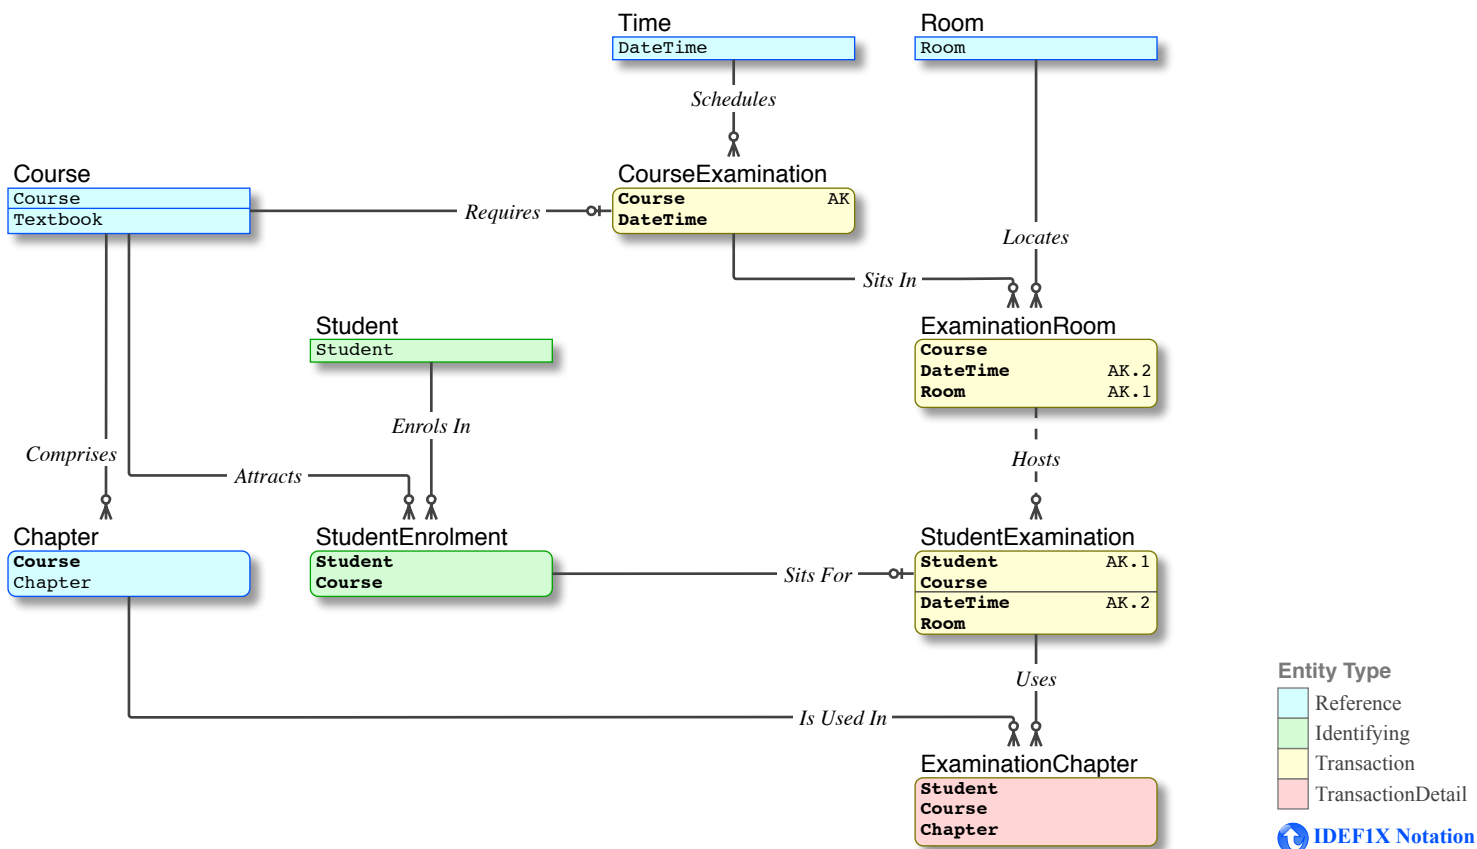 Time
DateTime
Room
Room
Schedules
Course
Course
Textbook
CourseExamination
Course AK
DateTime
Requires
Locates
Sits In
Student
Student
ExaminationRoom
Course
DateTime AK.2
Room AK.1
Enrols In
Comprises
Attracts
Hosts
Chapter
Course
Chapter
StudentEnrolment
Student
Course
Sits For
StudentExamination
Student AK.1
Course
DateTime AK.2
Room
Uses
Is Used In
ExaminationChapter
Student
Course
Chapter
Entity Type
Reference
Identifying
Transaction
TransactionDetail
IDEF1X Notation